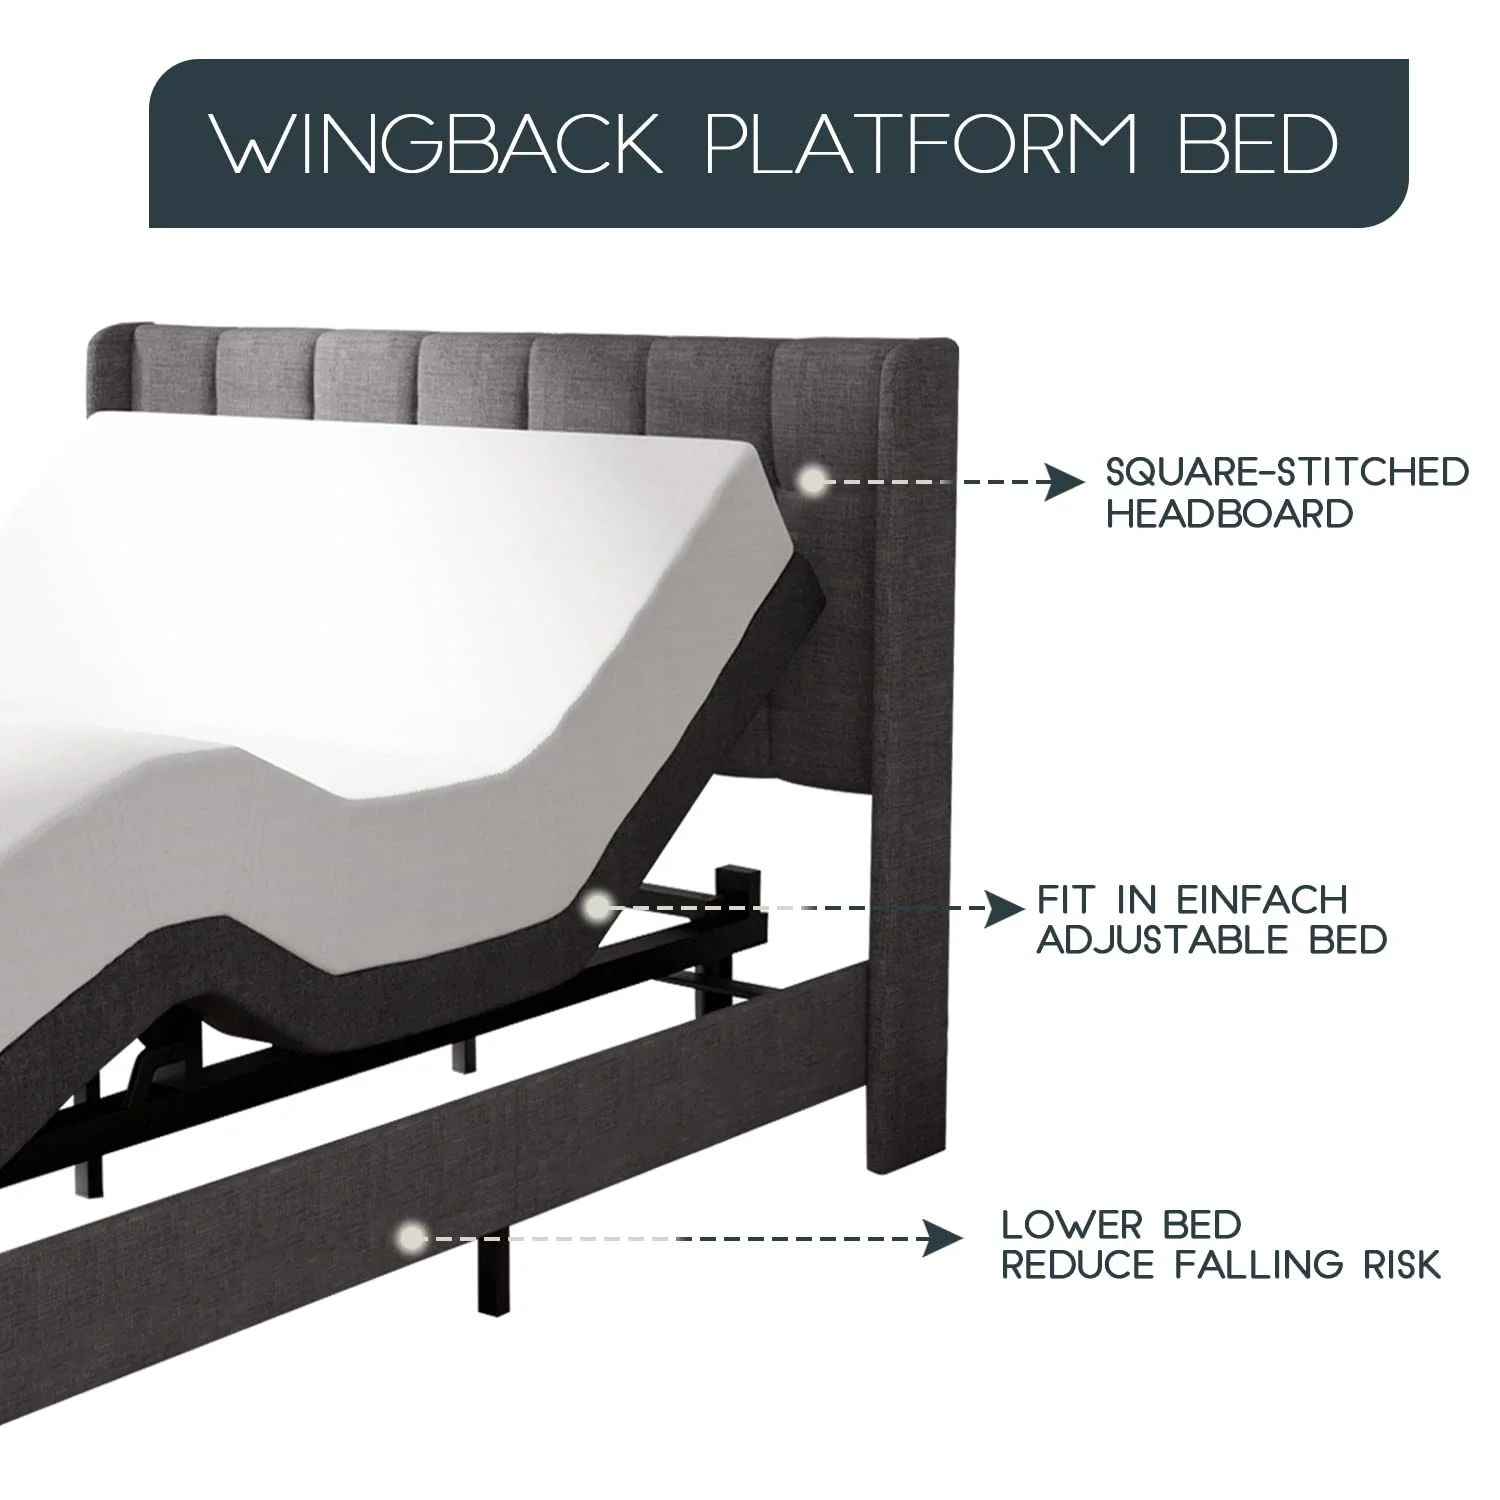 WINGBACK PLATFORM BED
SQUARE-STITCHED
HEADBOARD
FIT IN EINFACH
ADJUSTABLE BED
LOWER BED
REDUCE FALLING RISK